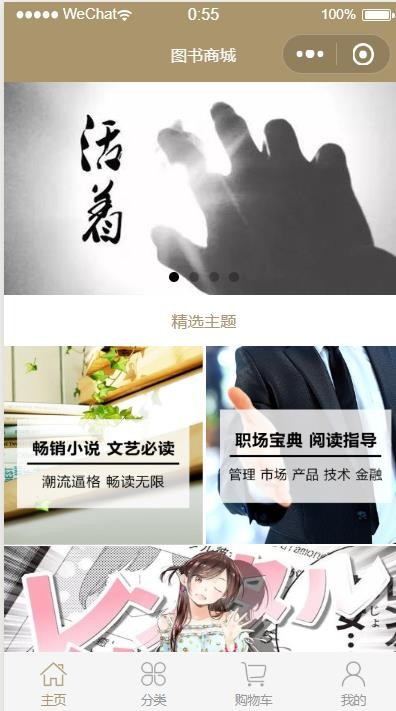 WeChat
0:55
100%
图书商城
活着
精选主题
畅销小说 文艺必读
潮流逼格 畅读无限
职场宝典 阅读指导
管理 市场 产品 技术 金融
主页
分类
购物车
我的